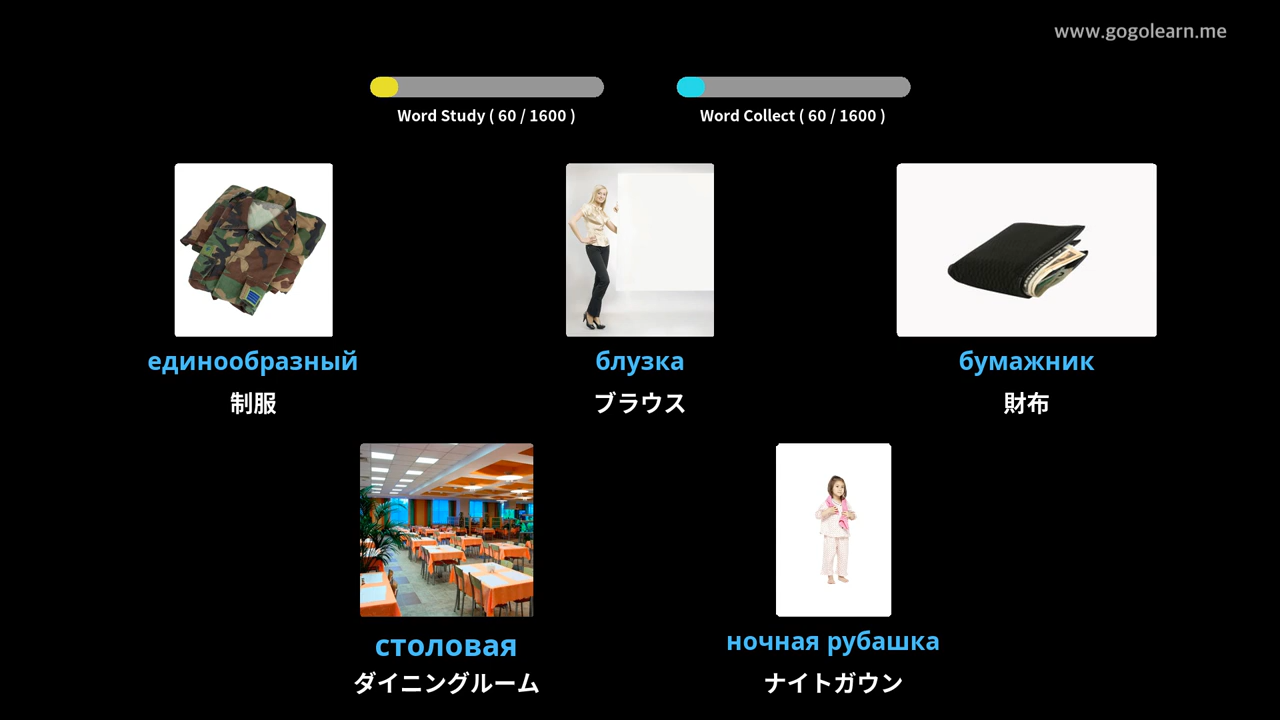 www.gogolearn.me
Word Study ( 60 / 1600 )
Word Collect ( 60 / 1600 )
единообразный
制服
блузка
ブラウス
бумажник
財布
столовая
ダイニングルーム
ночная рубашка
ナイトガウン